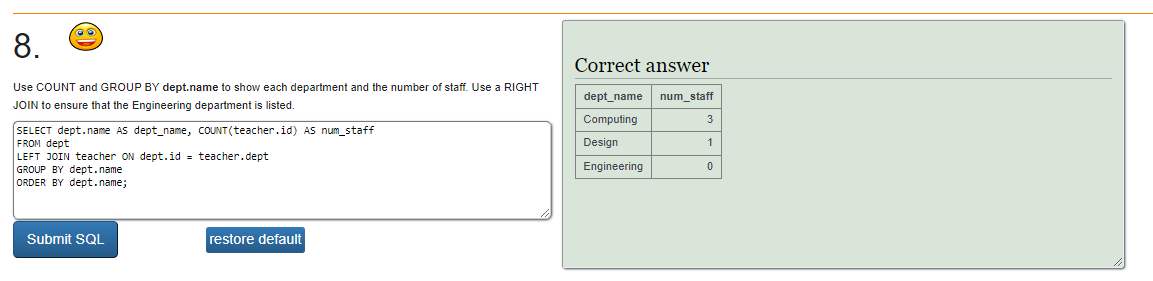 8.
Use COUNT and GROUP BY dept.name to show each department and the number of staff. Use a RIGHT
JOIN to ensure that the Engineering department is listed.
SELECT dept.name AS dept_name, COUNT(teacher.id) AS num_staff
FROM dept
LEFT JOIN teacher ON dept.id = teacher.dept
GROUP BY dept.name
ORDER BY dept.name;
Submit SQL
restore default
Correct answer
dept_name num_staff
Computing 3
Design 1
Engineering 0